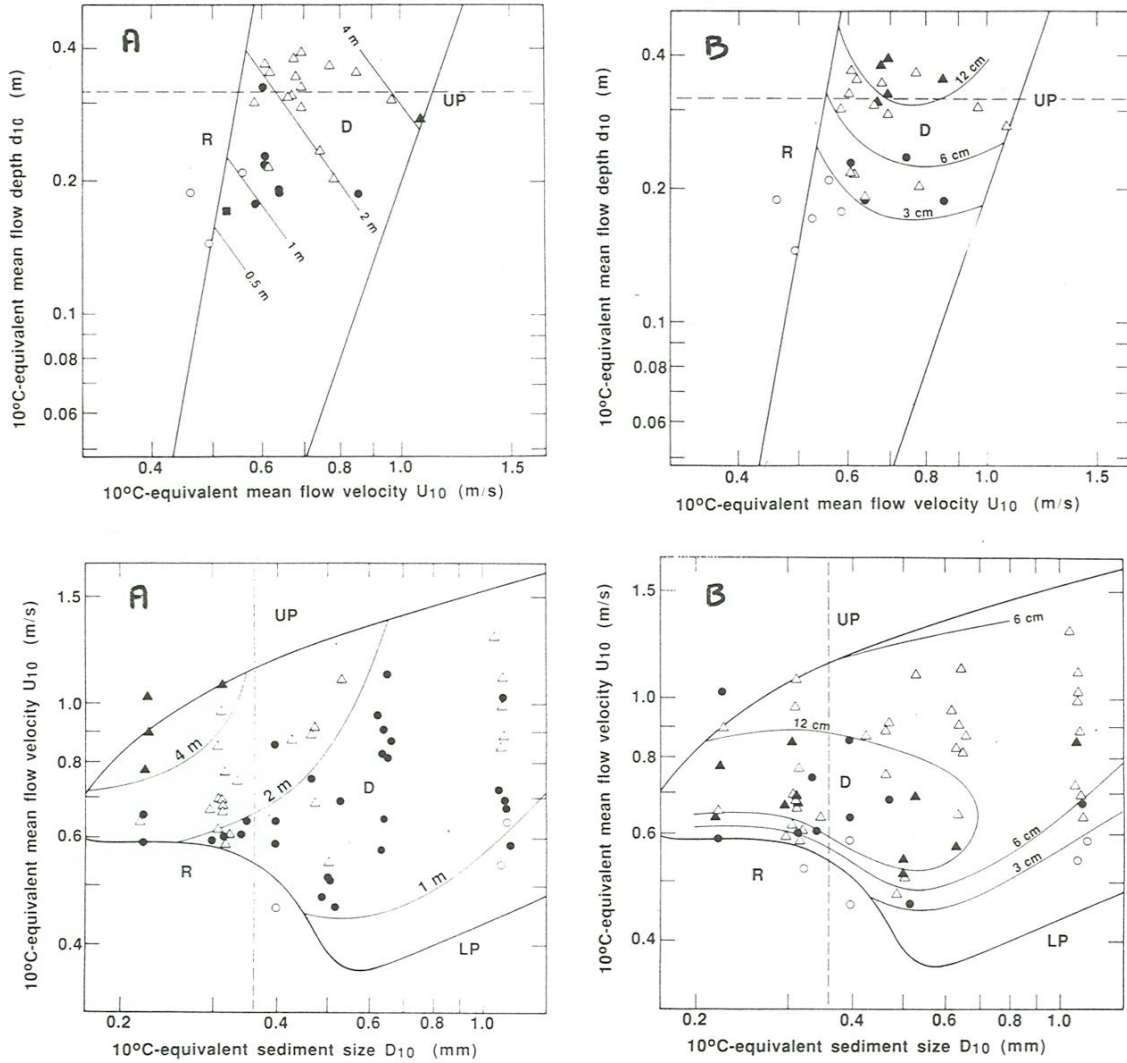 A
4 m
UP
R
D
2 m
1 m
0.5 m
0.4
0.2
0.1
0.06
0.4
0.6
0.8
1.0
1.5
10°C-equivalent mean flow depth d10 (m)
10°C-equivalent mean flow velocity U10 (m/s)
B
12 cm
UP
R
D
6 cm
3 cm
0.4
0.2
0.1
0.08
0.06
0.4
0.6
0.8
1.0
1.5
10°C-equivalent mean flow depth d10 (m)
10°C-equivalent mean flow velocity U10 (m/s)
A
UP
4 m
2 m
D
1 m
R
LP
1.5
1.0
0.8
0.6
0.4
0.2
0.4
0.6
0.8
1.0
10°C-equivalent mean flow velocity U10 (m/s)
10°C-equivalent sediment size D10 (mm)
B
UP
6 cm
12 cm
D
6 cm
3 cm
R
LP
1.5
1.0
0.8
0.6
0.4
0.2
0.4
0.6
0.8
1.0
10°C-equivalent mean flow velocity U10 (m/s)
10°C-equivalent sediment size D10 (mm)